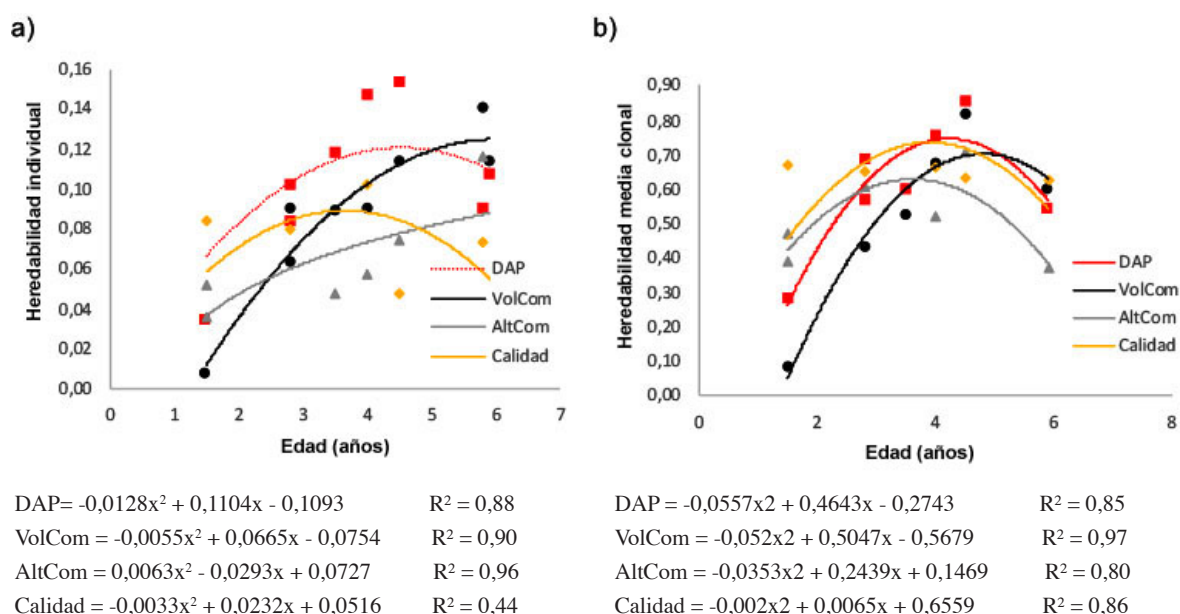 a)
Heredabilidad individual
0,16
0,14
0,12
0,10
0,08
0,06
0,04
0,02
0,00
0 1 2 3 4 5 6 7
Edad (años)
DAP
VolCom
AltCom
Calidad
DAP= -0,0128x² + 0,1104x - 0,1093 R² = 0,88
VolCom = -0,0055x² + 0,0665x - 0,0754 R² = 0,90
AltCom = 0,0063x² - 0,0293x + 0,0727 R² = 0,96
Calidad = -0,0033x² + 0,0232x + 0,0516 R² = 0,44
b)
Heredabilidad media clonal
0,90
0,80
0,70
0,60
0,50
0,40
0,30
0,20
0,10
0,00
0 2 4 6 8
Edad (años)
DAP
VolCom
AltCom
Calidad
DAP = -0,0557x2 + 0,4643x - 0,2743 R² = 0,85
VolCom = -0,052x2 + 0,5047x - 0,5679 R² = 0,97
AltCom = -0,0353x2 + 0,2439x + 0,1469 R² = 0,80
Calidad = -0,002x2 + 0,0065x + 0,6559 R² = 0,86